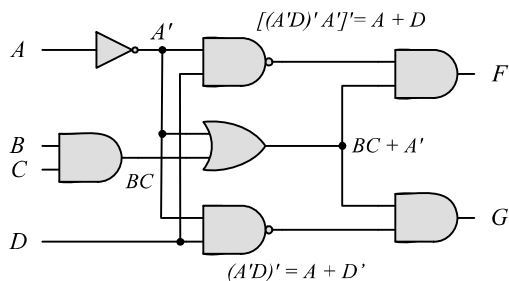 A
A'
[(A'D)' A']'= A + D
F
B
C
BC
BC + A'
G
D
(A'D)' = A + D’